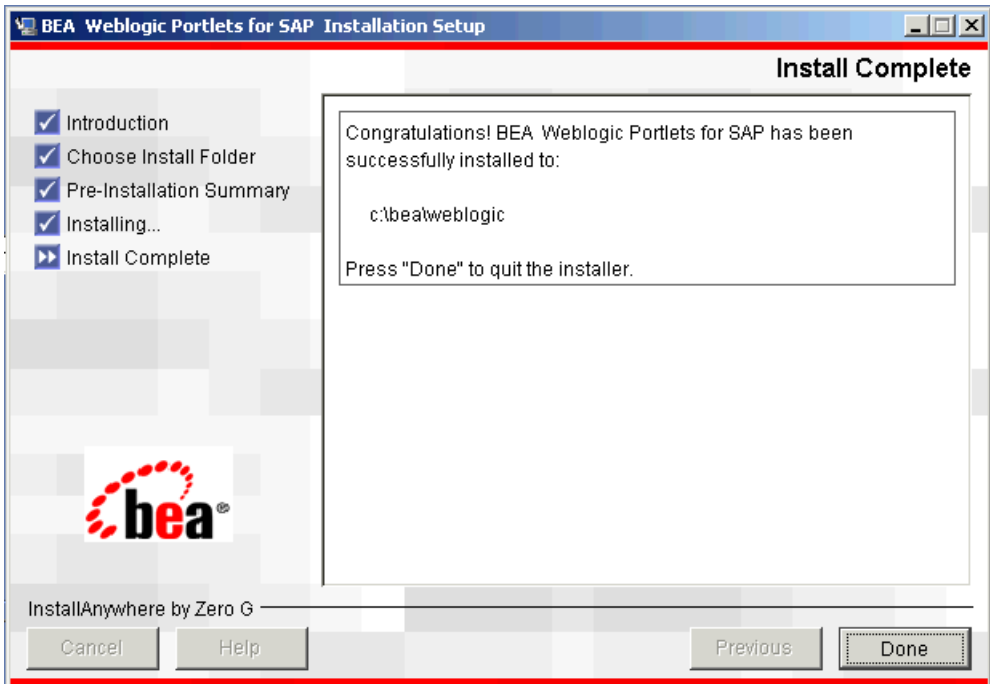 BEA Weblogic Portlets for SAP Installation Setup
Install Complete
Introduction
Choose Install Folder
Pre-Installation Summary
Installing...
Install Complete
Congratulations! BEA Weblogic Portlets for SAP has been
successfully installed to:
c:\bea\weblogic
Press "Done" to quit the installer.
bea®
InstallAnywhere by Zero G
Cancel
Help
Previous
Done